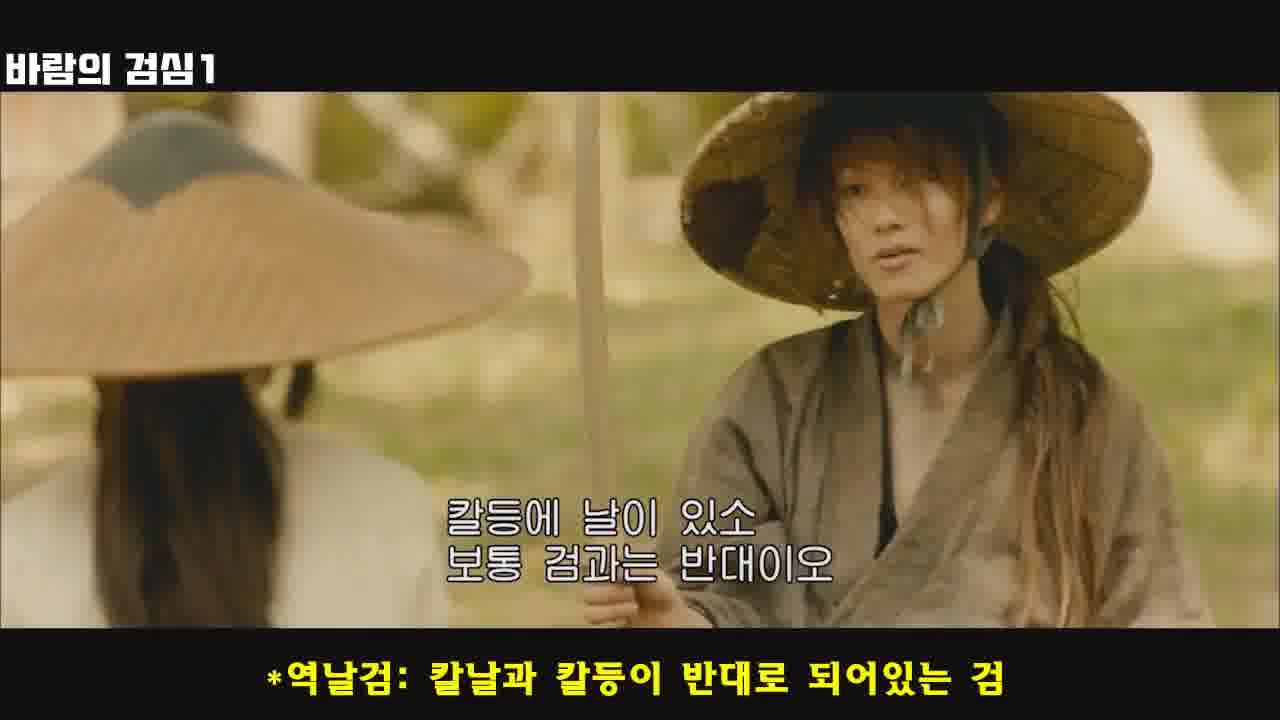 바람의 검심1
칼등에 날이 있소
보통 검과는 반대이오
*역날검: 칼날과 칼등이 반대로 되어있는 검